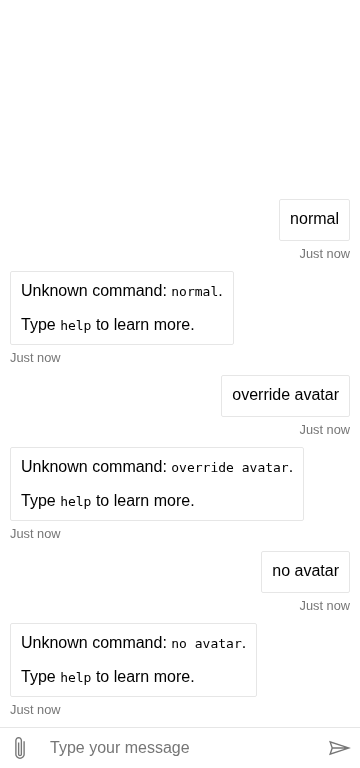 normal
Just now
Unknown command: normal.
Type help to learn more.
Just now
override avatar
Just now
Unknown command: override avatar.
Type help to learn more.
Just now
no avatar
Just now
Unknown command: no avatar.
Type help to learn more.
Just now
Type your message